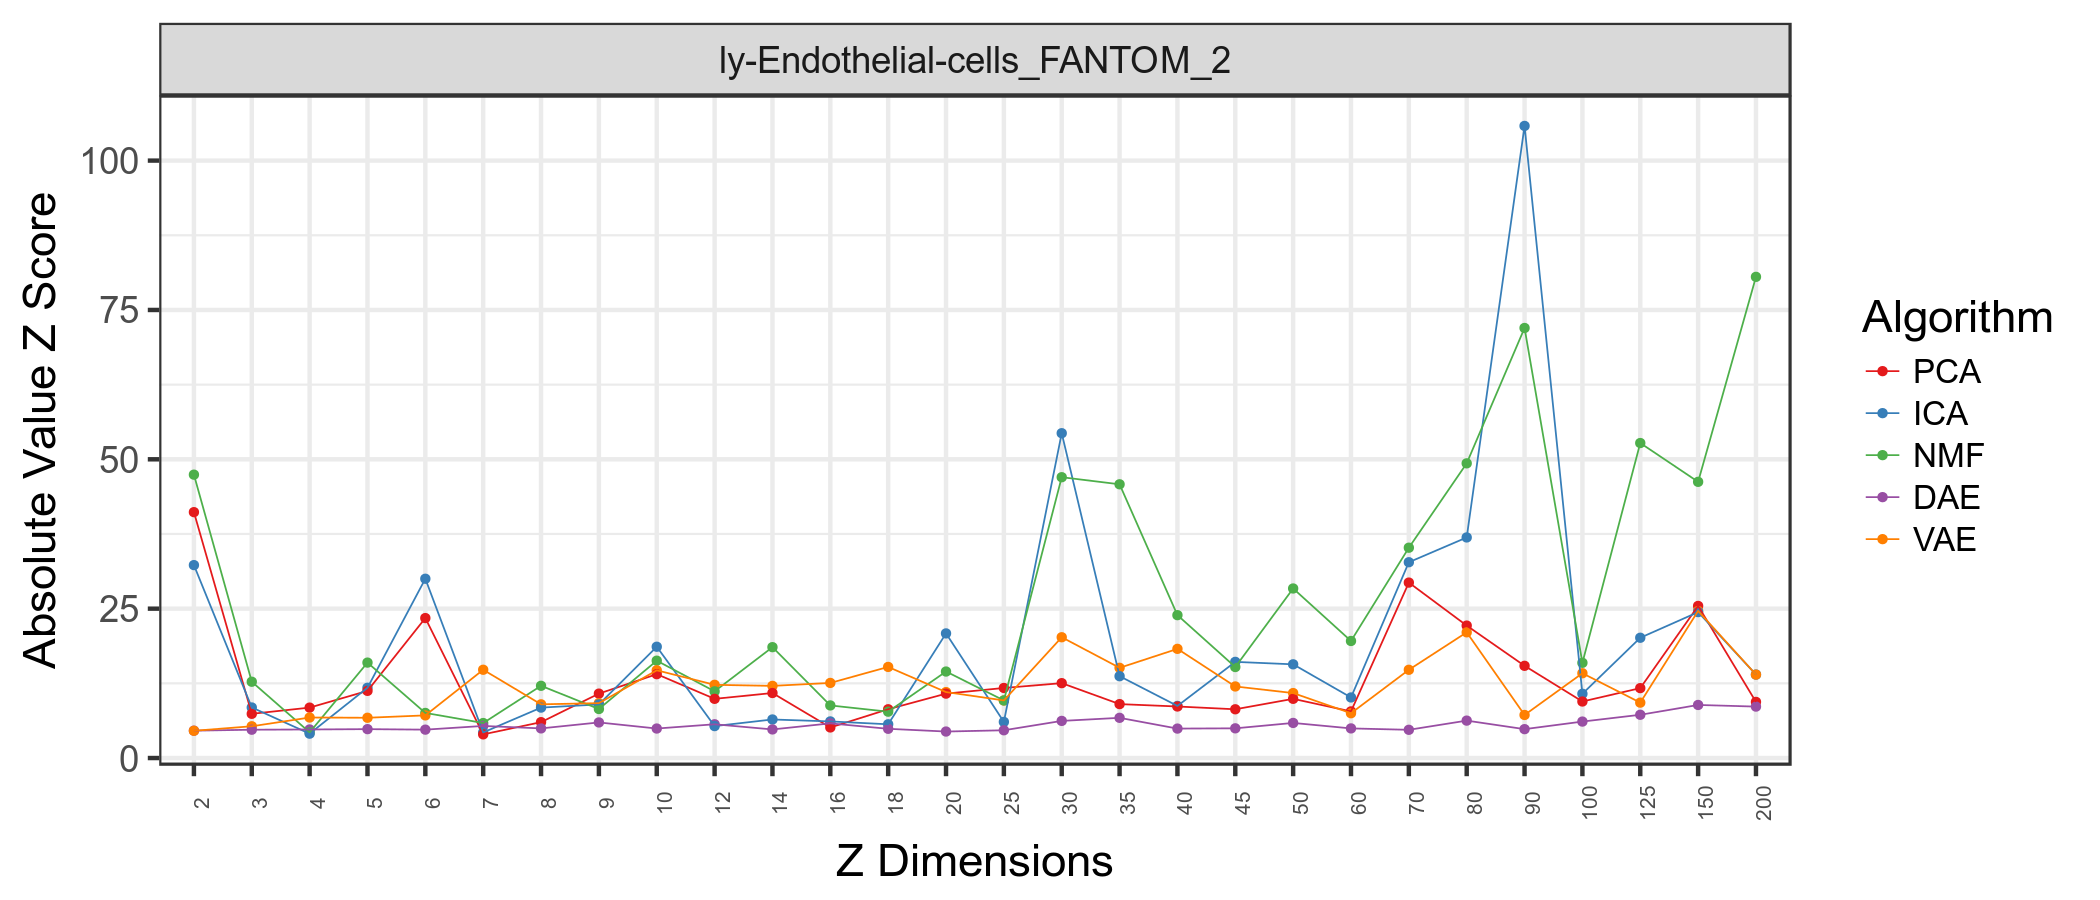 ly-Endothelial-cells_FANTOM_2
Absolute Value Z Score
100
75
50
25
0
2 3 4 5 6 7 8 9 10 12 14 16 18 20 25 30 35 40 45 50 60 70 80 90 100 125 150 200
Z Dimensions
Algorithm
PCA
ICA
NMF
DAE
VAE